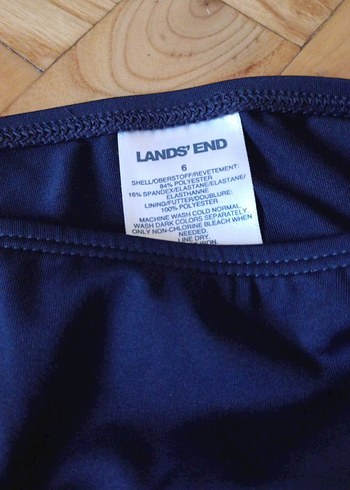 LANDS' END
6
SHELL/OBERSTOFF/REVETEMENT:
84% POLYESTER
16% SPANDEX/ELASTANE/ELASTANE/
ELASTHANNE
LINING/FUTTER/DOUBLURE:
100% POLYESTER
MACHINE WASH COLD NORMAL,
WASH DARK COLORS SEPARATELY
ONLY NON-CHLORINE BLEACH WHEN
NEEDED.
LINE DRY.
IRON